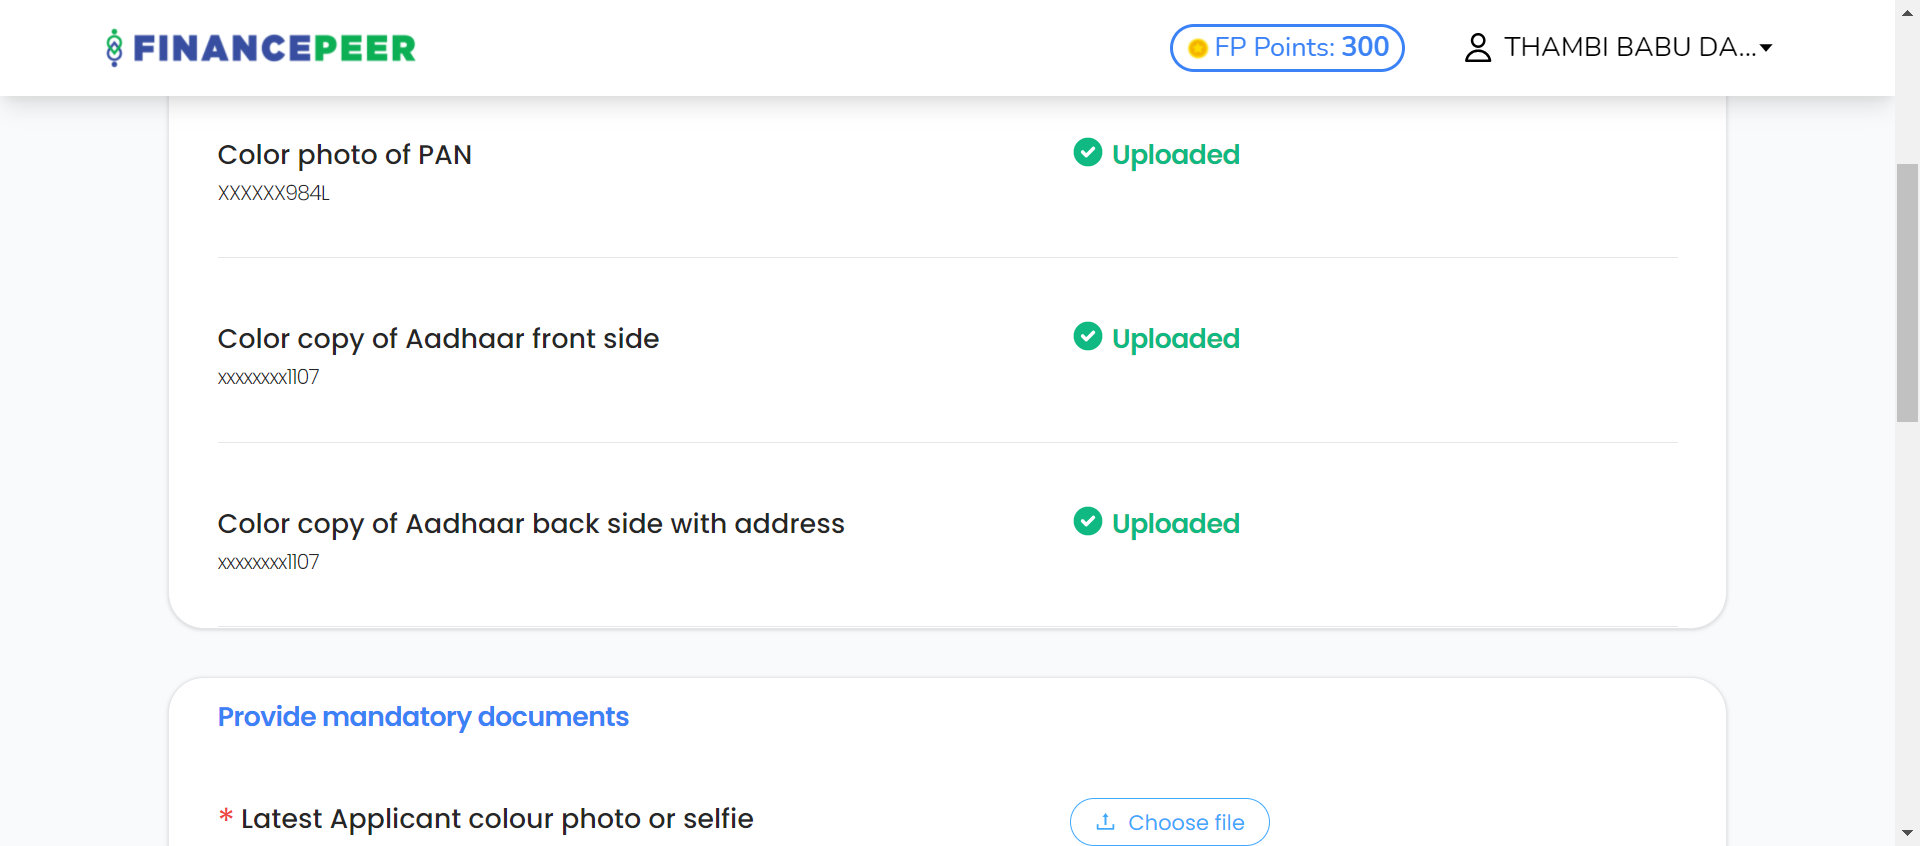 FINANCEPEER
FP Points: 300
THAMBI BABU DA...
Color photo of PAN
Uploaded
XXXXXX984L
Color copy of Aadhaar front side
Uploaded
xxxxxxxx1107
Color copy of Aadhaar back side with address
Uploaded
xxxxxxxx1107
Provide mandatory documents
* Latest Applicant colour photo or selfie
Choose file